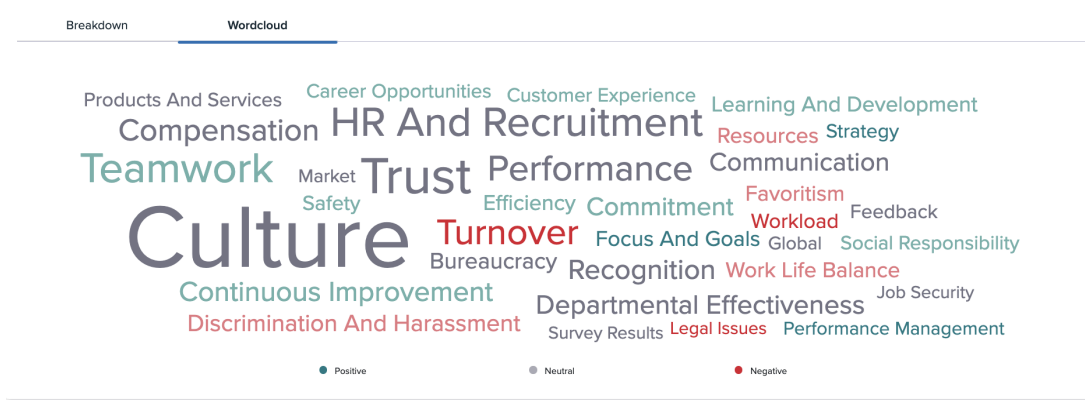 Breakdown
Wordcloud
Career Opportunities
Customer Experience
Products And Services
Learning And Development
Compensation
HR And Recruitment
Resources
Strategy
Teamwork
Market
Trust
Performance
Communication
Safety
Efficiency
Commitment
Favoritism
Culture
Turnover
Workload
Feedback
Focus And Goals
Global
Social Responsibility
Bureaucracy
Recognition
Work Life Balance
Continuous Improvement
Departmental Effectiveness
Job Security
Discrimination And Harassment
Survey Results
Legal Issues
Performance Management
Positive
Neutral
Negative